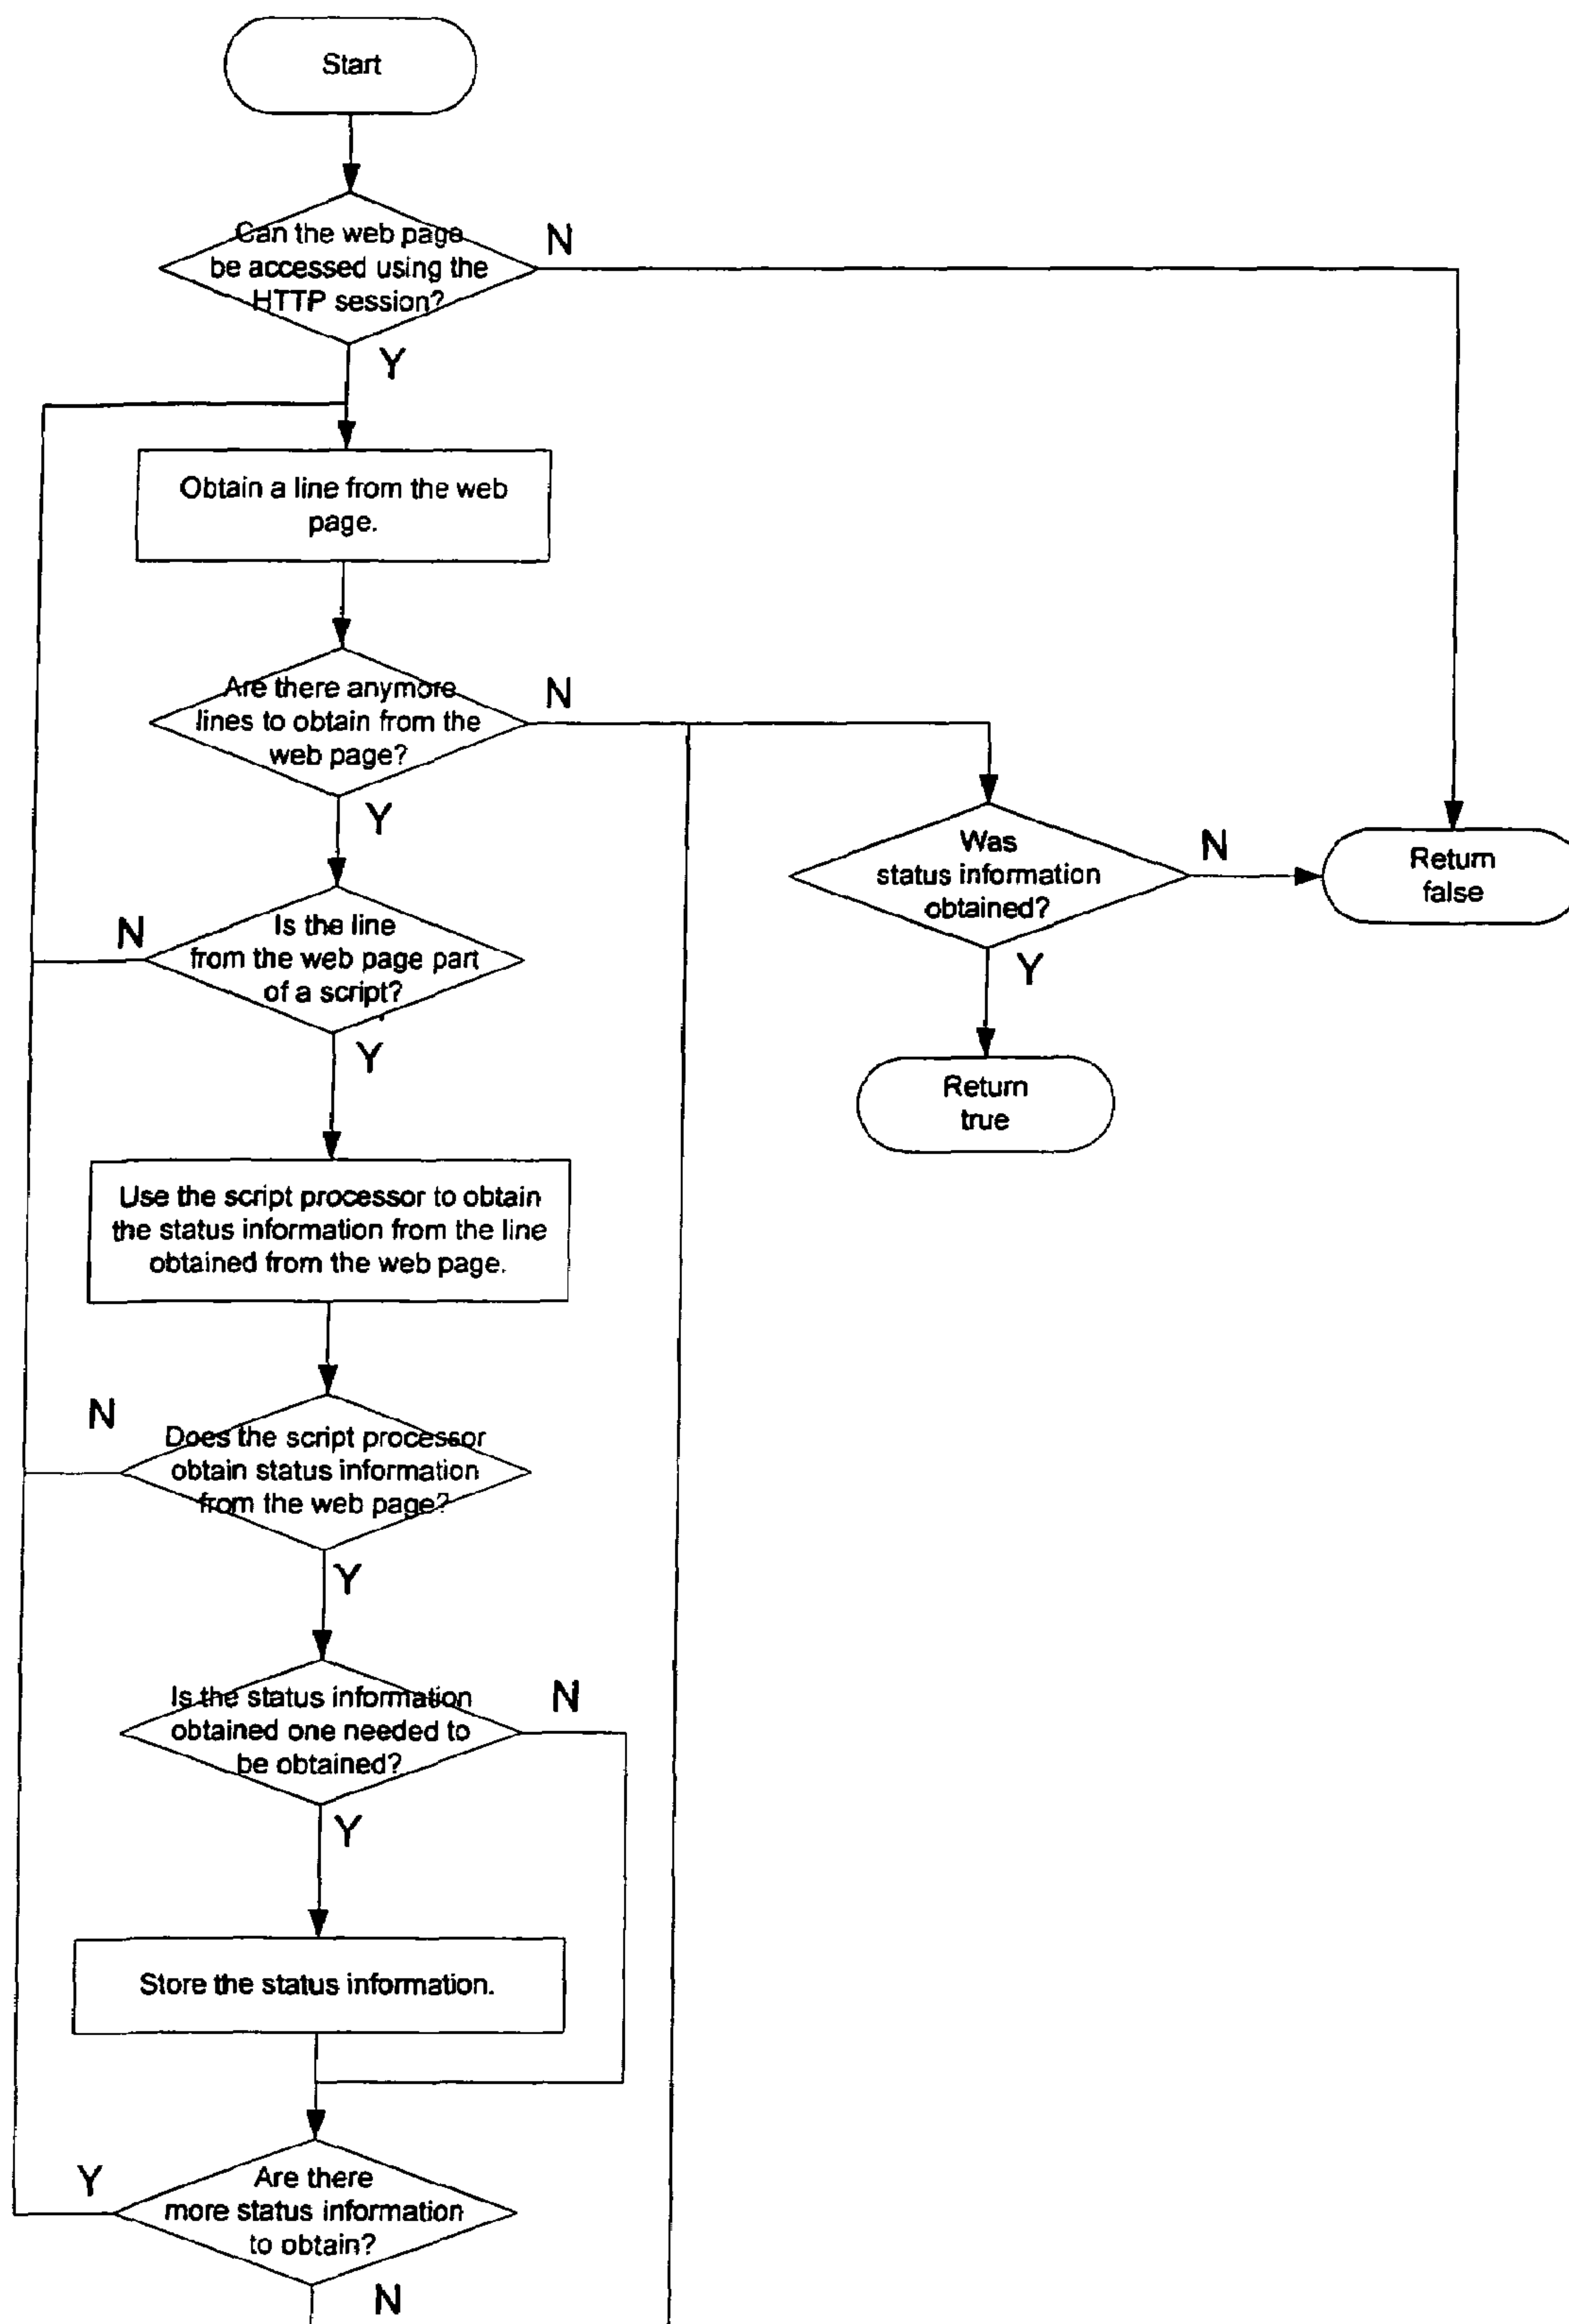 Start
Can the web page
be accessed using the
HTTP session?
N
Y
Obtain a line from the web
page.
Are there anymore
lines to obtain from the
web page?
N
Y
Was
status information
obtained?
N
Return
false
Y
Return
true
Is the line
from the web page part
of a script?
N
Y
Use the script processor to obtain
the status information from the line
obtained from the web page.
N
Does the script processor
obtain status information
from the web page?
Y
Is the status information
obtained one needed to
be obtained?
N
Y
Store the status information.
Y
Are there
more status information
to obtain?
N